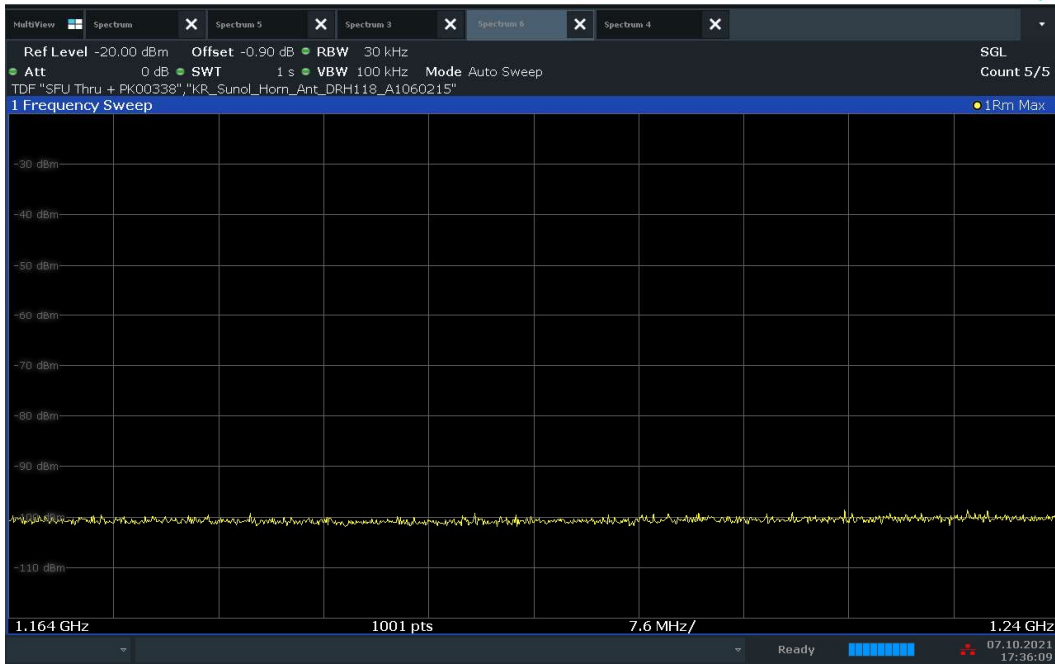 MultiView Spectrum Spectrum 5 Spectrum 3 Spectrum 6 Spectrum 4
Ref Level -20.00 dBm Offset -0.90 dB RBW 30 kHz SGL
Att 0 dB SWT 1 s VBW 100 kHz Mode Auto Sweep Count 5/5
TDF "SFU Thru + PK00338","KR_Sunol_Horn_Ant_DRH118_A1060215"
1 Frequency Sweep 1Rm Max
-30 dBm
-40 dBm
-50 dBm
-60 dBm
-70 dBm
-80 dBm
-90 dBm
-100 dBm
-110 dBm
1.164 GHz 1001 pts 7.6 MHz/ 1.24 GHz
Ready 07.10.2021
17:36:09